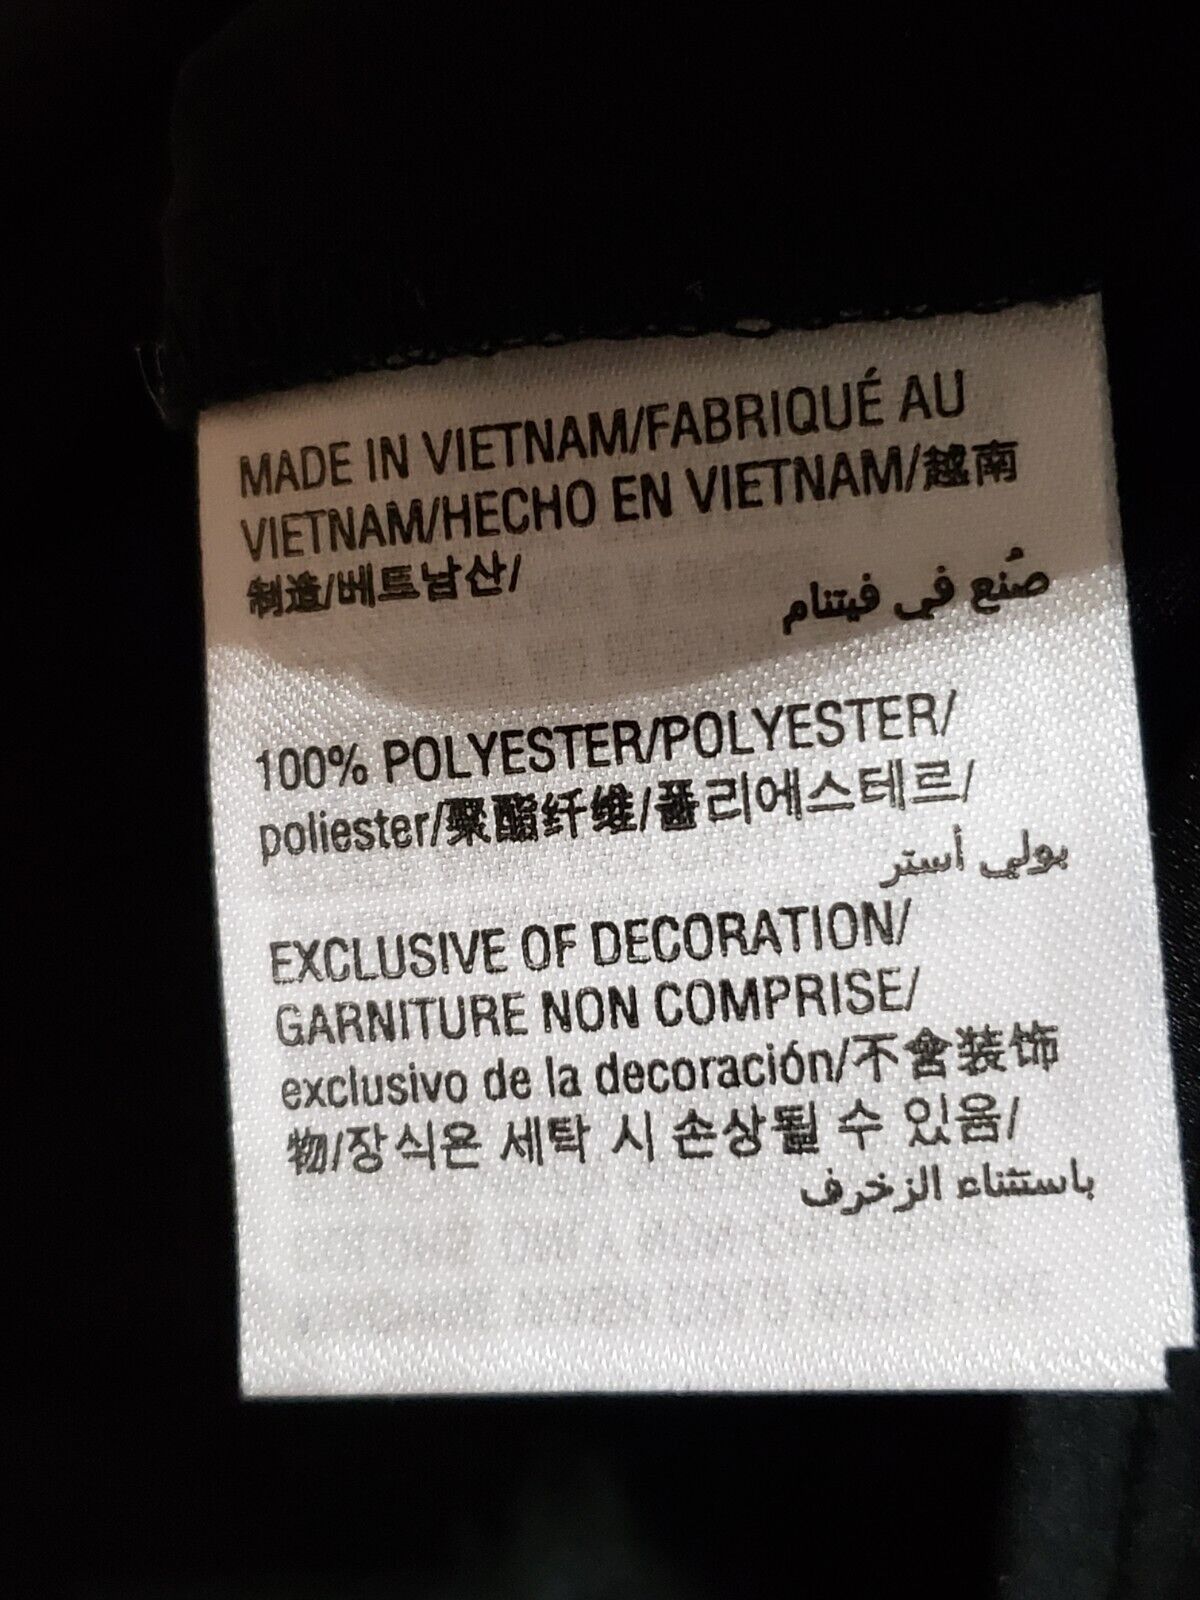 MADE IN VIETNAM/FABRIQUÉ AU
VIETNAM/HECHO EN VIETNAM/越南
制造/베트남산/
صُنع في فيتنام
100% POLYESTER/POLYESTER/
poliester/聚酯纤维/폴리에스테르/
بولي أستر
EXCLUSIVE OF DECORATION/
GARNITURE NON COMPRISE/
exclusivo de la decoración/不含装饰
物/장식은 세탁 시 손상될 수 있음/
باستثناء الزخرف